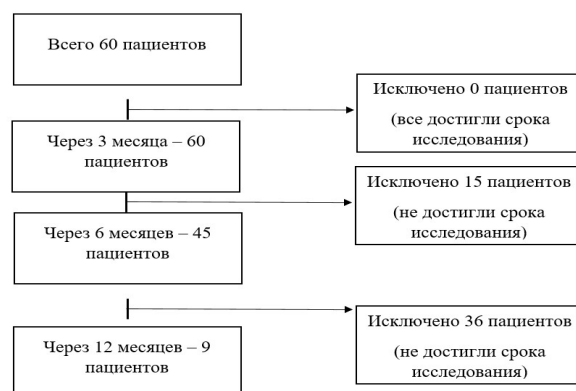 Всего 60 пациентов
Исключено 0 пациентов
(все достигли срока
исследования)
Через 3 месяца – 60
пациентов
Исключено 15 пациентов
(не достигли срока
исследования)
Через 6 месяцев – 45
пациентов
Исключено 36 пациентов
(не достигли срока
исследования)
Через 12 месяцев – 9
пациентов